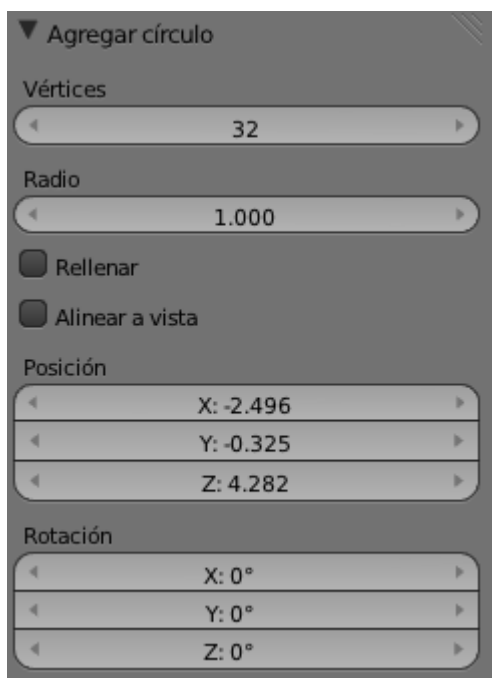 Agregar círculo
Vértices
32
Radio
1.000
Rellenar
Alinear a vista
Posición
X: -2.496
Y: -0.325
Z: 4.282
Rotación
X: 0°
Y: 0°
Z: 0°